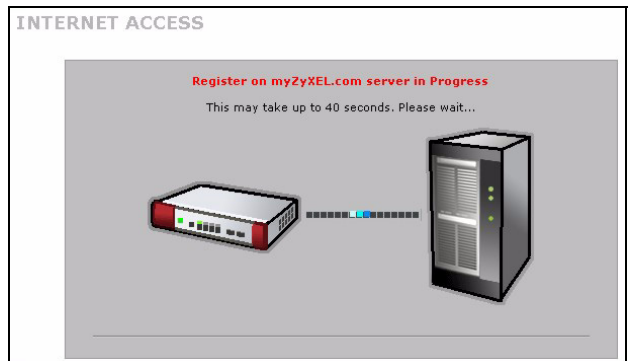 INTERNET ACCESS
Register on myZyXEL.com server in Progress
This may take up to 40 seconds. Please wait...